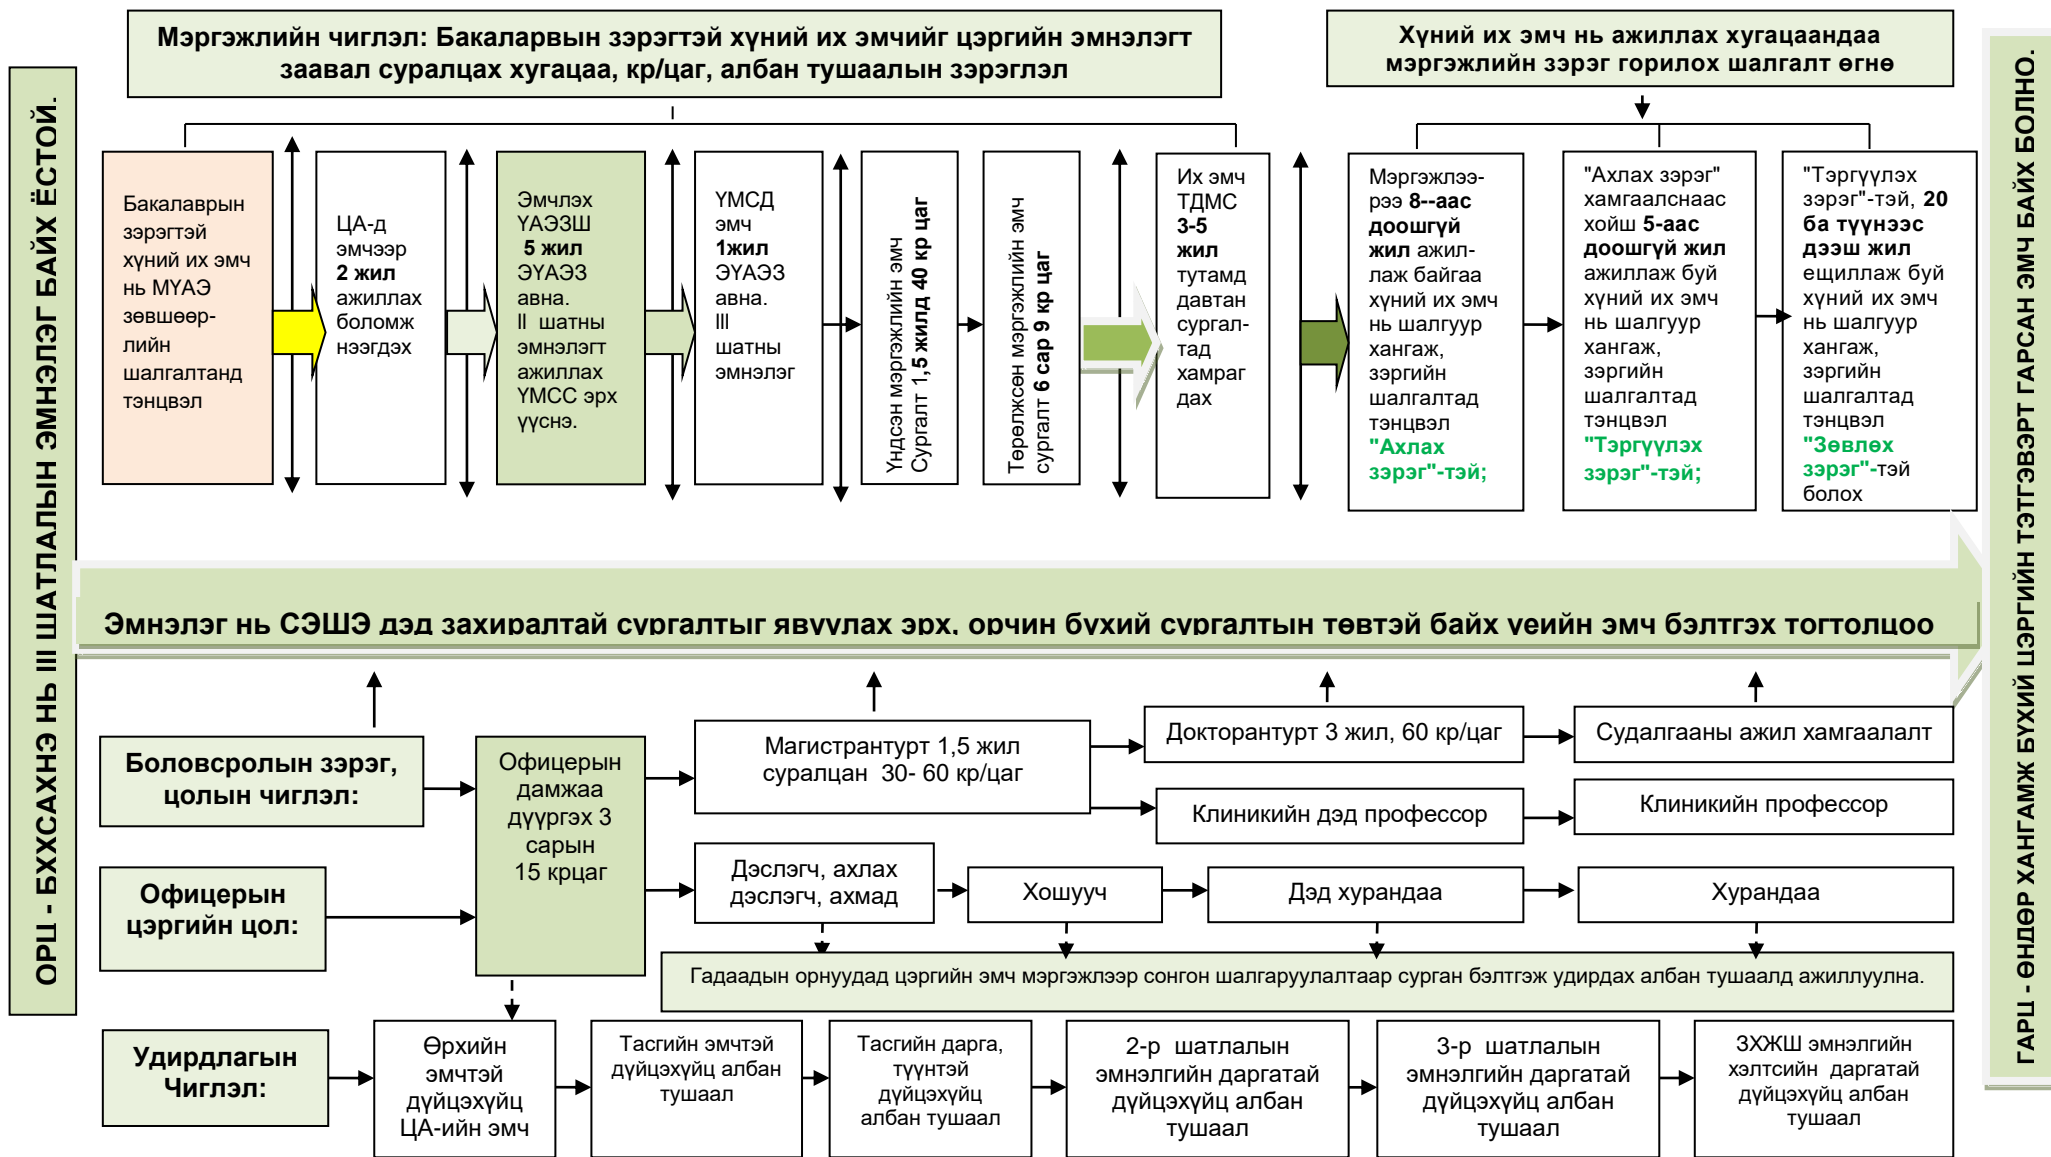 ОРЦ - БХХСАХНЭ НЬ III ШАТЛАЛЫН ЭМНЭЛЭГ БАЙХ ЁСТОЙ.
Мэргэжлийн чиглэл: Бакаларвын зэрэгтэй хүний их эмчийг цэргийн эмнэлэгт
заавал суралцах хугацаа, кр/цаг, албан тушаалын зэрэглэл
Хүний их эмч нь ажиллах хугацаандаа
мэргэжлийн зэрэг горилох шалгалт өгнө
Бакалаврын
зэрэгтэй
хүний их эмч
нь МҮАЭ
зөвшөөр-
лийн
шалгалтанд
тэнцвэл
ЦА-д
эмчээр
2 жил
ажиллах
боломж
нээгдэх
Эмчлэх
ҮАЭЗШ
5 жил
ЭҮАЭЗ
авна.
II шатны
эмнэлэгт
ажиллах
ҮМСС эрх
үүснэ.
ҮМСД
эмч
1жил
ЭҮАЭЗ
авна.
III
шатны
эмнэлэг
Үндсэн мэргэжлийн эмч
Сургалт 1,5 жилд 40 кр цаг
Төрөлжсөн мэргэжлийн эмч
сургалт 6 сар 9 кр цаг
Их эмч
ТДМС
3-5
жил
тутамд
давтан
сургал-
тад
хамраг
дах
Мэргэжлээ-
рээ 8--аас
доошгүй
жил ажил-
лаж байгаа
хүний их эмч
нь шалгуур
хангаж,
зэргийн
шалгалтад
тэнцвэл
"Ахлах
зэрэг"-тэй;
"Ахлах зэрэг"
хамгаалснаас
хойш 5-аас
доошгүй жил
ажиллаж буй
хүний их эмч
нь шалгуур
хангаж,
зэргийн
шалгалтад
тэнцвэл
"Тэргүүлэх
зэрэг"-тэй;
"Тэргүүлэх
зэрэг"-тэй, 20
ба түүнээс
дээш жил
ещиллаж буй
хүний их эмч
нь шалгуур
хангаж,
зэргийн
шалгалтад
тэнцвэл
"Зөвлөх
зэрэг"-тэй
болох
Эмнэлэг нь СЭШЭ дэд захиралтай сургалтыг явуулах эрх, орчин бүхий сургалтын төвтэй байх үеийн эмч бэлтгэх тогтолцоо
Боловсролын зэрэг,
цолын чиглэл:
Офицерын
дамжаа
дүүргэх 3
сарын
15 крцаг
Магистрантурт 1,5 жил
суралцан 30- 60 кр/цаг
Докторантурт 3 жил, 60 кр/цаг
Судалгааны ажил хамгаалалт
Клиникийн дэд профессор
Клиникийн профессор
Офицерын
цэргийн цол:
Дэслэгч, ахлах
дэслэгч, ахмад
Хошууч
Дэд хурандаа
Хурандаа
Гадаадын орнуудад цэргийн эмч мэргэжлээр сонгон шалгаруулалтаар сурган бэлтгэж удирдах албан тушаалд ажиллуулна.
Удирдлагын
Чиглэл:
Өрхийн
эмчтэй
дүйцэхүйц
ЦА-ийн эмч
Тасгийн эмчтэй
дүйцэхүйц албан
тушаал
Тасгийн дарга,
түүнтэй
дүйцэхүйц
албан тушаал
2-р шатлалын
эмнэлгийн даргатай
дүйцэхүйц албан
тушаал
3-р шатлалын
эмнэлгийн даргатай
дүйцэхүйц албан
тушаал
ЗХЖШ эмнэлгийн
хэлтсийн даргатай
дүйцэхүйц албан
тушаал
ГАРЦ - ӨНДӨР ХАНГАМЖ БҮХИЙ ЦЭРГИЙН ТЭТГЭВЭРТ ГАРСАН ЭМЧ БАЙХ БОЛНО.